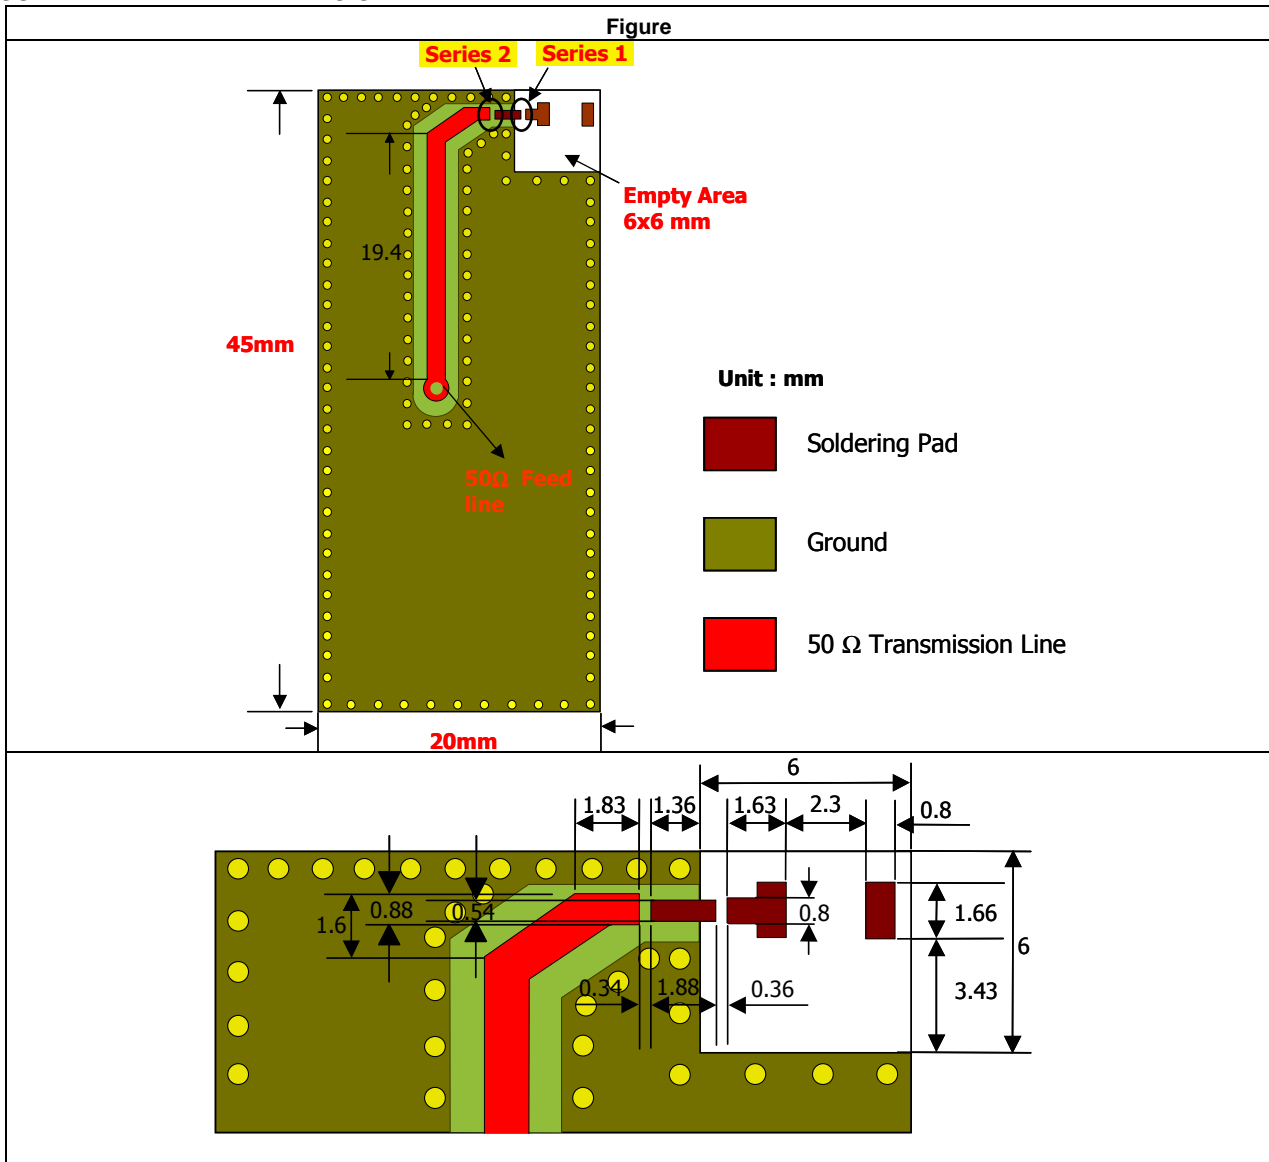 Figure
Series 2
Series 1
Empty Area
6x6 mm
19.4
45mm
Unit : mm
Soldering Pad
50Ω Feed
line
Ground
50 Ω Transmission Line
20mm
6
1.83
1.36
1.63
2.3
0.8
1.6
0.88
0.54
0.8
1.66
6
0.34
1.88
0.36
3.43